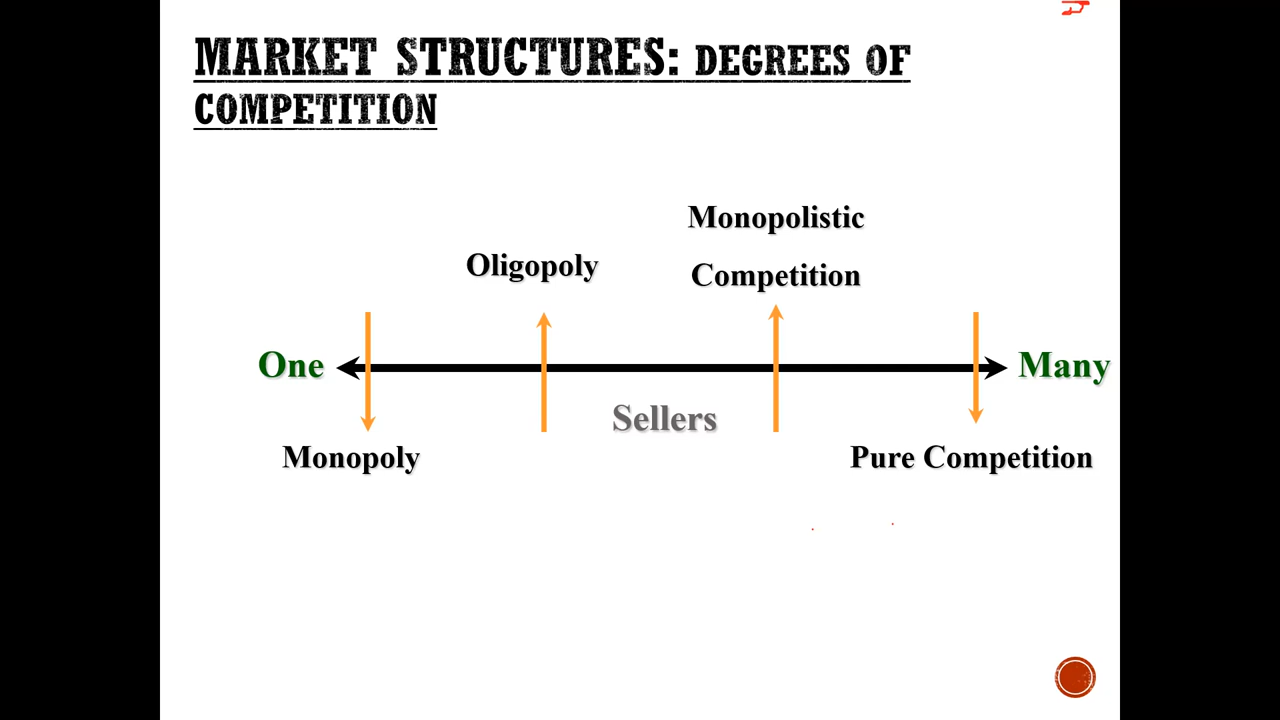 MARKET STRUCTURES: DEGREES OF
COMPETITION
Monopolistic
Competition
Oligopoly
One
Many
Sellers
Monopoly
Pure Competition